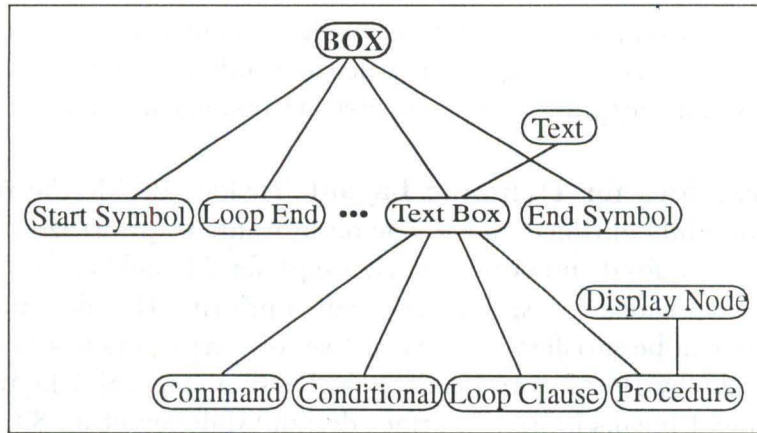 BOX
Text
Start Symbol Loop End ••• Text Box End Symbol
Display Node
Command Conditional Loop Clause Procedure